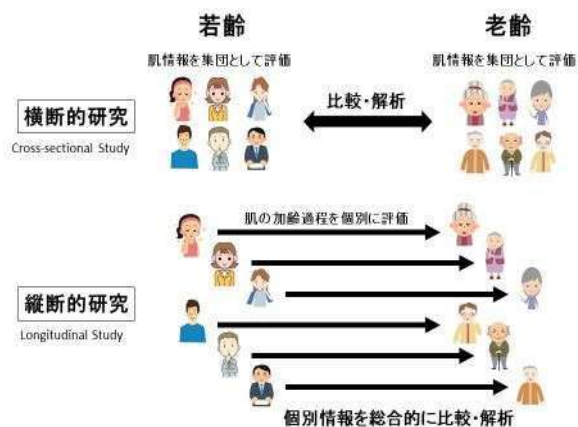 若齢
老齢
肌情報を集団として評価
肌情報を集団として評価
横断的研究
Cross-sectional Study
比較・解析
肌の加齢過程を個別に評価
縦断的研究
Longitudinal Study
個別情報を総合的に比較・解析